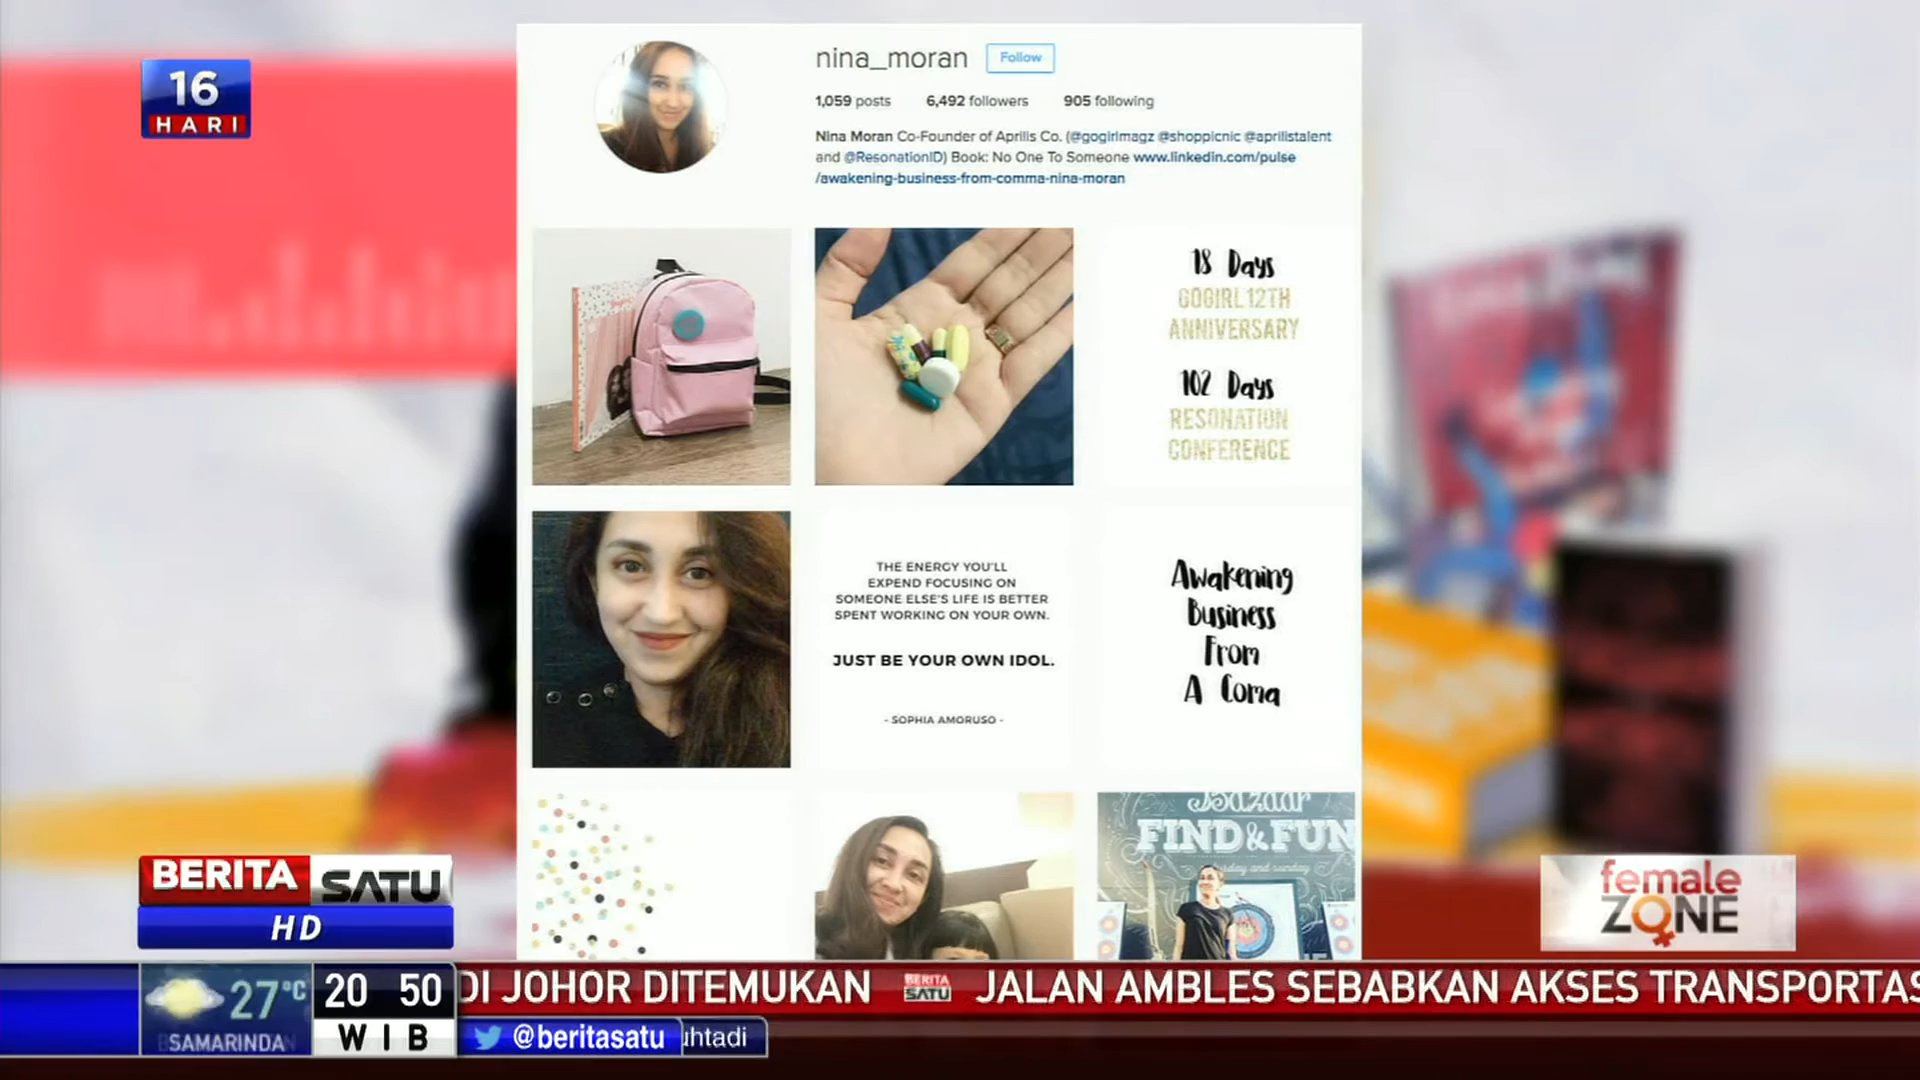 16
HARI
nina_moran
Follow
1,059 posts 6,492 followers 905 following
Nina Moran Co-Founder of Aprilis Co. (@gogirlmagz @shoppicnic @aprilistalent
and @ResonationID) Book: No One To Someone www.linkedin.com/pulse
/awakening-business-from-comma-nina-moran
18 Days
GOGIRL 12TH
ANNIVERSARY
102 Days
RESONATION
CONFERENCE
THE ENERGY YOU'LL
EXPEND FOCUSING ON
SOMEONE ELSE'S LIFE IS BETTER
SPENT WORKING ON YOUR OWN.
JUST BE YOUR OWN IDOL.
- SOPHIA AMORUSO -
Awakening
Business
From
A Coma
Bazaar
FIND & FUN
day and sunday
BERITA SATU
HD
female
ZONE
27°C
SAMARINDA
20 50
WIB
DI JOHOR DITEMUKAN BERITA SATU JALAN AMBLES SEBABKAN AKSES TRANSPORTAS
@beritasatu uhtadi